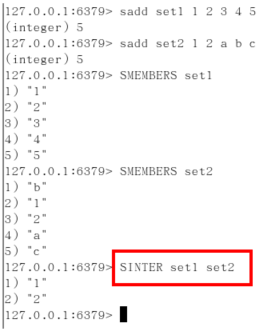 127.0.0.1:6379> sadd set1 1 2 3 4 5
(integer) 5
127.0.0.1:6379> sadd set2 1 2 a b c
(integer) 5
127.0.0.1:6379> SMEMBERS set1
1) "1"
2) "2"
3) "3"
4) "4"
5) "5"
127.0.0.1:6379> SMEMBERS set2
1) "b"
2) "1"
3) "2"
4) "a"
5) "c"
127.0.0.1:6379> SINTER set1 set2
1) "1"
2) "2"
127.0.0.1:6379>